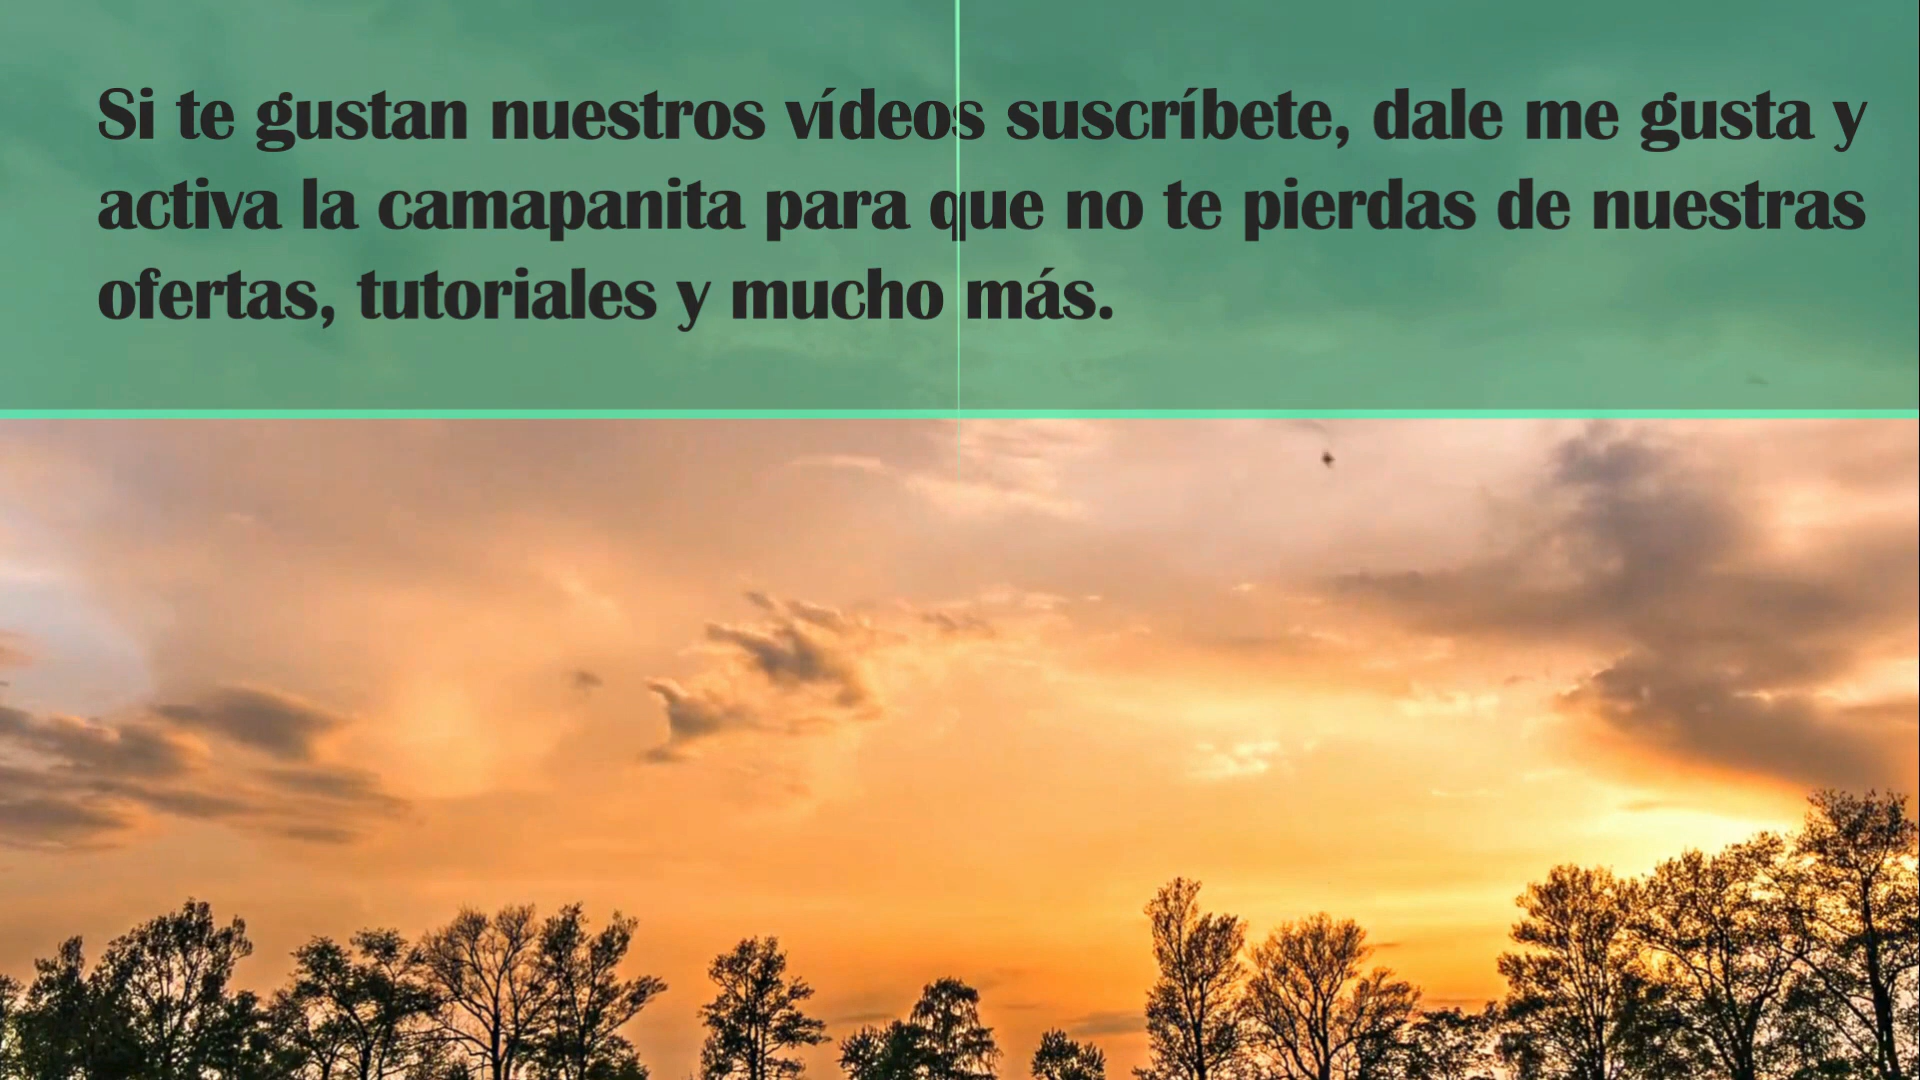 Si te gustan nuestros vídeos suscríbete, dale me gusta y
activa la camapanita para que no te pierdas de nuestras
ofertas, tutoriales y mucho más.